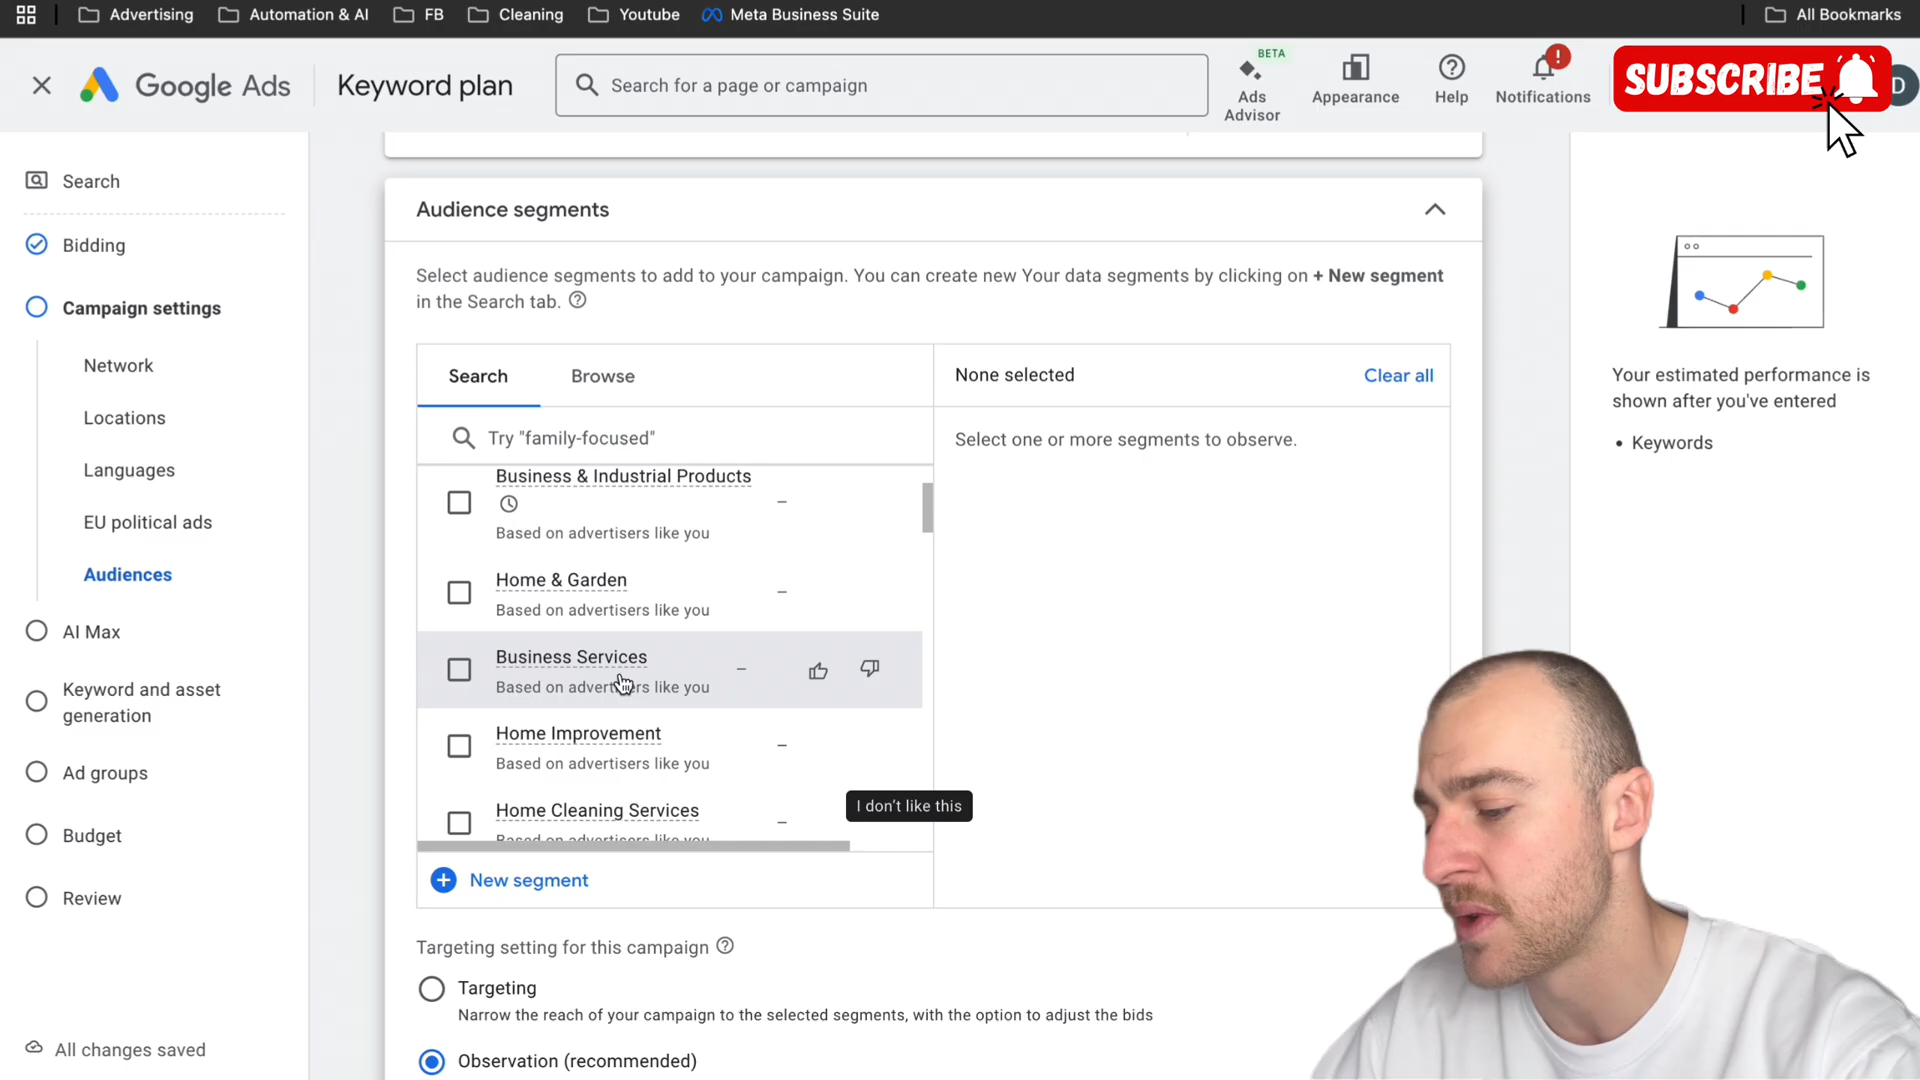 Advertising
Automation & AI
FB
Cleaning
Youtube
Meta Business Suite
All Bookmarks
Google Ads
Keyword plan
Search for a page or campaign
BETA
Ads
Advisor
Appearance
Help
Notifications
SUBSCRIBE
D
Search
Bidding
Campaign settings
Network
Locations
Languages
EU political ads
Audiences
AI Max
Keyword and asset
generation
Ad groups
Budget
Review
All changes saved
Audience segments
Select audience segments to add to your campaign. You can create new Your data segments by clicking on + New segment
in the Search tab.
Search
Browse
None selected
Clear all
Try "family-focused"
Select one or more segments to observe.
Business & Industrial Products
Based on advertisers like you
–
Home & Garden
Based on advertisers like you
–
Business Services
Based on advertisers like you
–
Home Improvement
Based on advertisers like you
–
I don't like this
Home Cleaning Services
Based on advertisers like you
–
New segment
Targeting setting for this campaign
Targeting
Narrow the reach of your campaign to the selected segments, with the option to adjust the bids
Observation (recommended)
Your estimated performance is
shown after you've entered
• Keywords